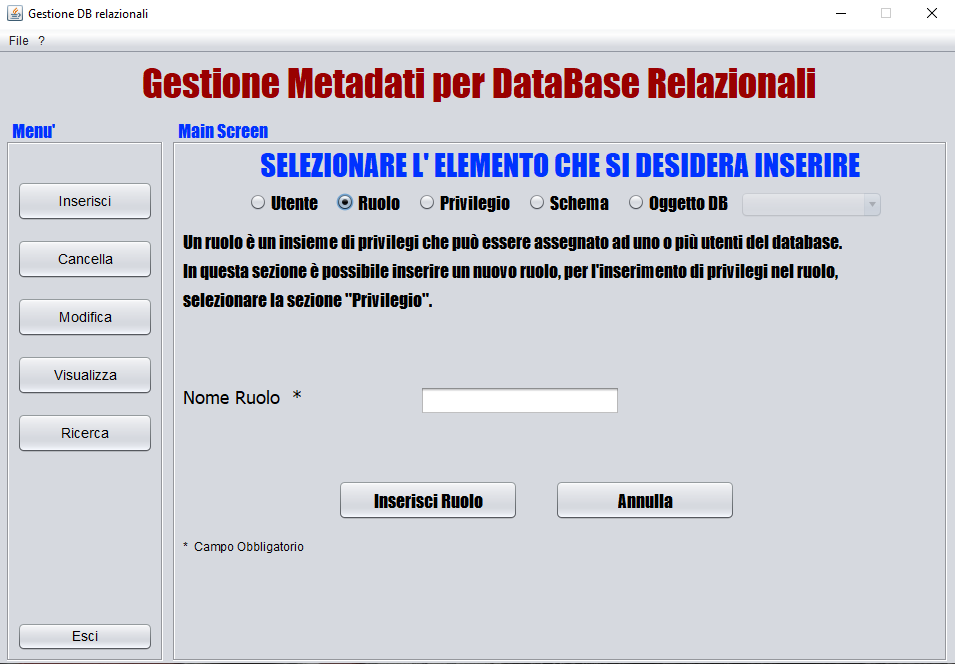 Gestione DB relazionali
File ?
Gestione Metadati per DataBase Relazionali
Menu'
Main Screen
Inserisci
Cancella
Modifica
Visualizza
Ricerca
Esci
SELEZIONARE L' ELEMENTO CHE SI DESIDERA INSERIRE
Utente Ruolo Privilegio Schema Oggetto DB
Un ruolo è un insieme di privilegi che può essere assegnato ad uno o più utenti del database.
In questa sezione è possibile inserire un nuovo ruolo, per l'inserimento di privilegi nel ruolo,
selezionare la sezione "Privilegio".
Nome Ruolo *
Inserisci Ruolo Annulla
* Campo Obbligatorio